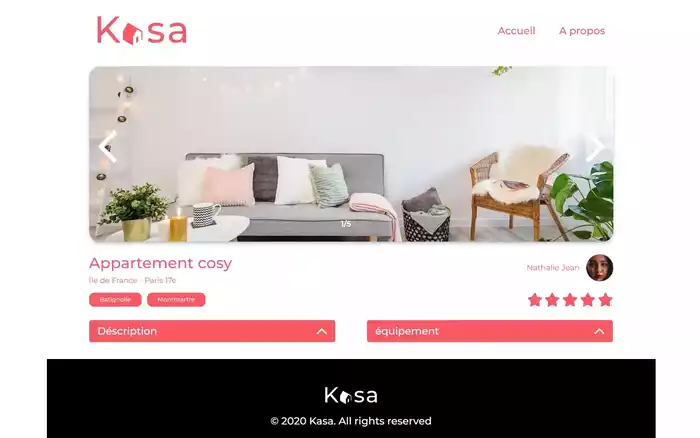 Kasa
Accueil A propos
1/5
Appartement cosy
Nathalie Jean
Île de France - Paris 17e
Batignolle Montmartre
Déscription équipement
Kasa
© 2020 Kasa. All rights reserved